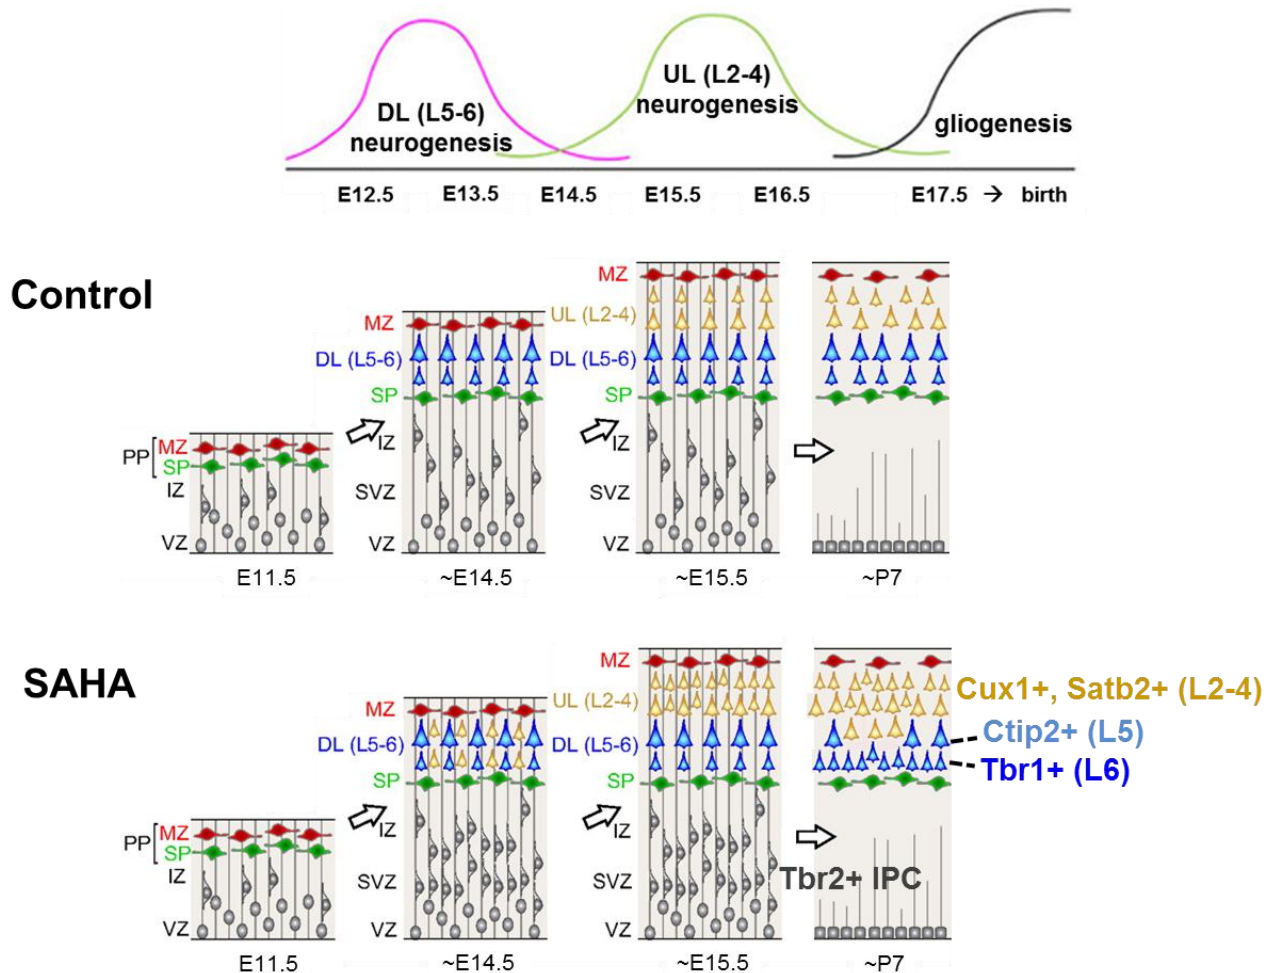 DL (L5-6)
neurogenesis
UL (L2-4)
neurogenesis
gliogenesis
E12.5 E13.5 E14.5 E15.5 E16.5 E17.5 → birth
Control
PP
MZ
SP
IZ
VZ
E11.5
MZ
DL (L5-6)
SP
IZ
SVZ
VZ
~E14.5
MZ
UL (L2-4)
DL (L5-6)
SP
IZ
SVZ
VZ
~E15.5
~P7
SAHA
PP
MZ
SP
IZ
VZ
E11.5
MZ
DL (L5-6)
SP
IZ
SVZ
VZ
~E14.5
MZ
UL (L2-4)
DL (L5-6)
SP
IZ
SVZ
VZ
~E15.5
Tbr2+ IPC
~P7
Cux1+, Satb2+ (L2-4)
Ctip2+ (L5)
Tbr1+ (L6)